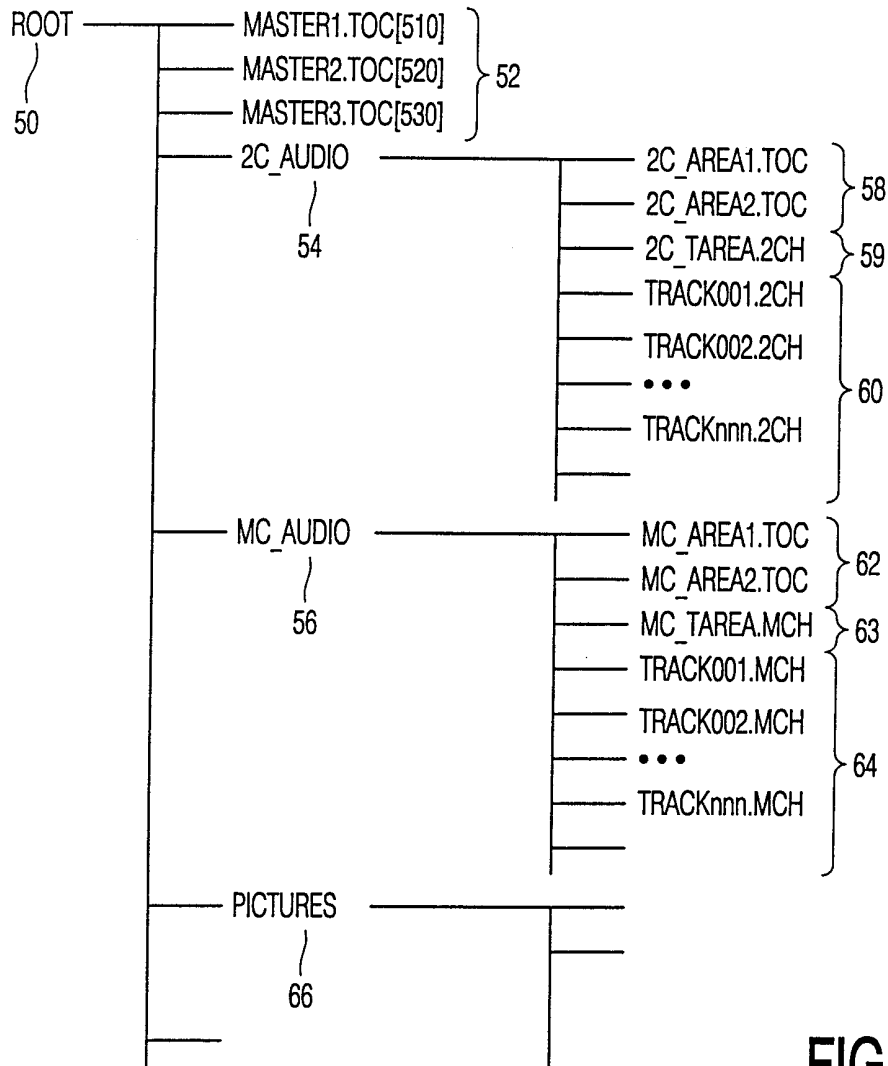 ROOT
MASTER1.TOC[510]
MASTER2.TOC[520]
52
50
MASTER3.TOC[530]
2C_AUDIO
2C_AREA1.TOC
58
54
2C_AREA2.TOC
2C_TAREA.2CH
59
TRACK001.2CH
TRACK002.2CH
•••
60
TRACKnnn.2CH
MC_AUDIO
MC_AREA1.TOC
62
56
MC_AREA2.TOC
MC_TAREA.MCH
63
TRACK001.MCH
TRACK002.MCH
•••
64
TRACKnnn.MCH
PICTURES
66
FIG